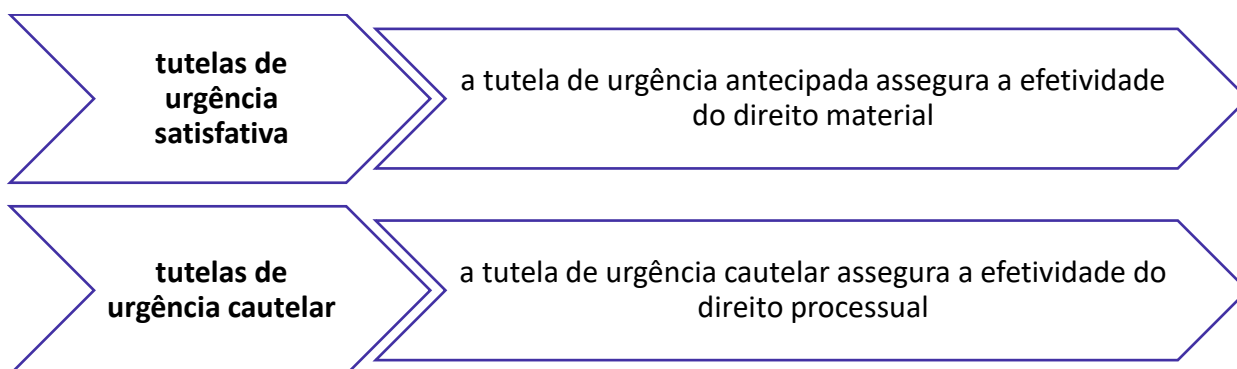 tutelas de
urgência
satisfativa
a tutela de urgência antecipada assegura a efetividade
do direito material
tutelas de
urgência cautelar
a tutela de urgência cautelar assegura a efetividade do
direito processual